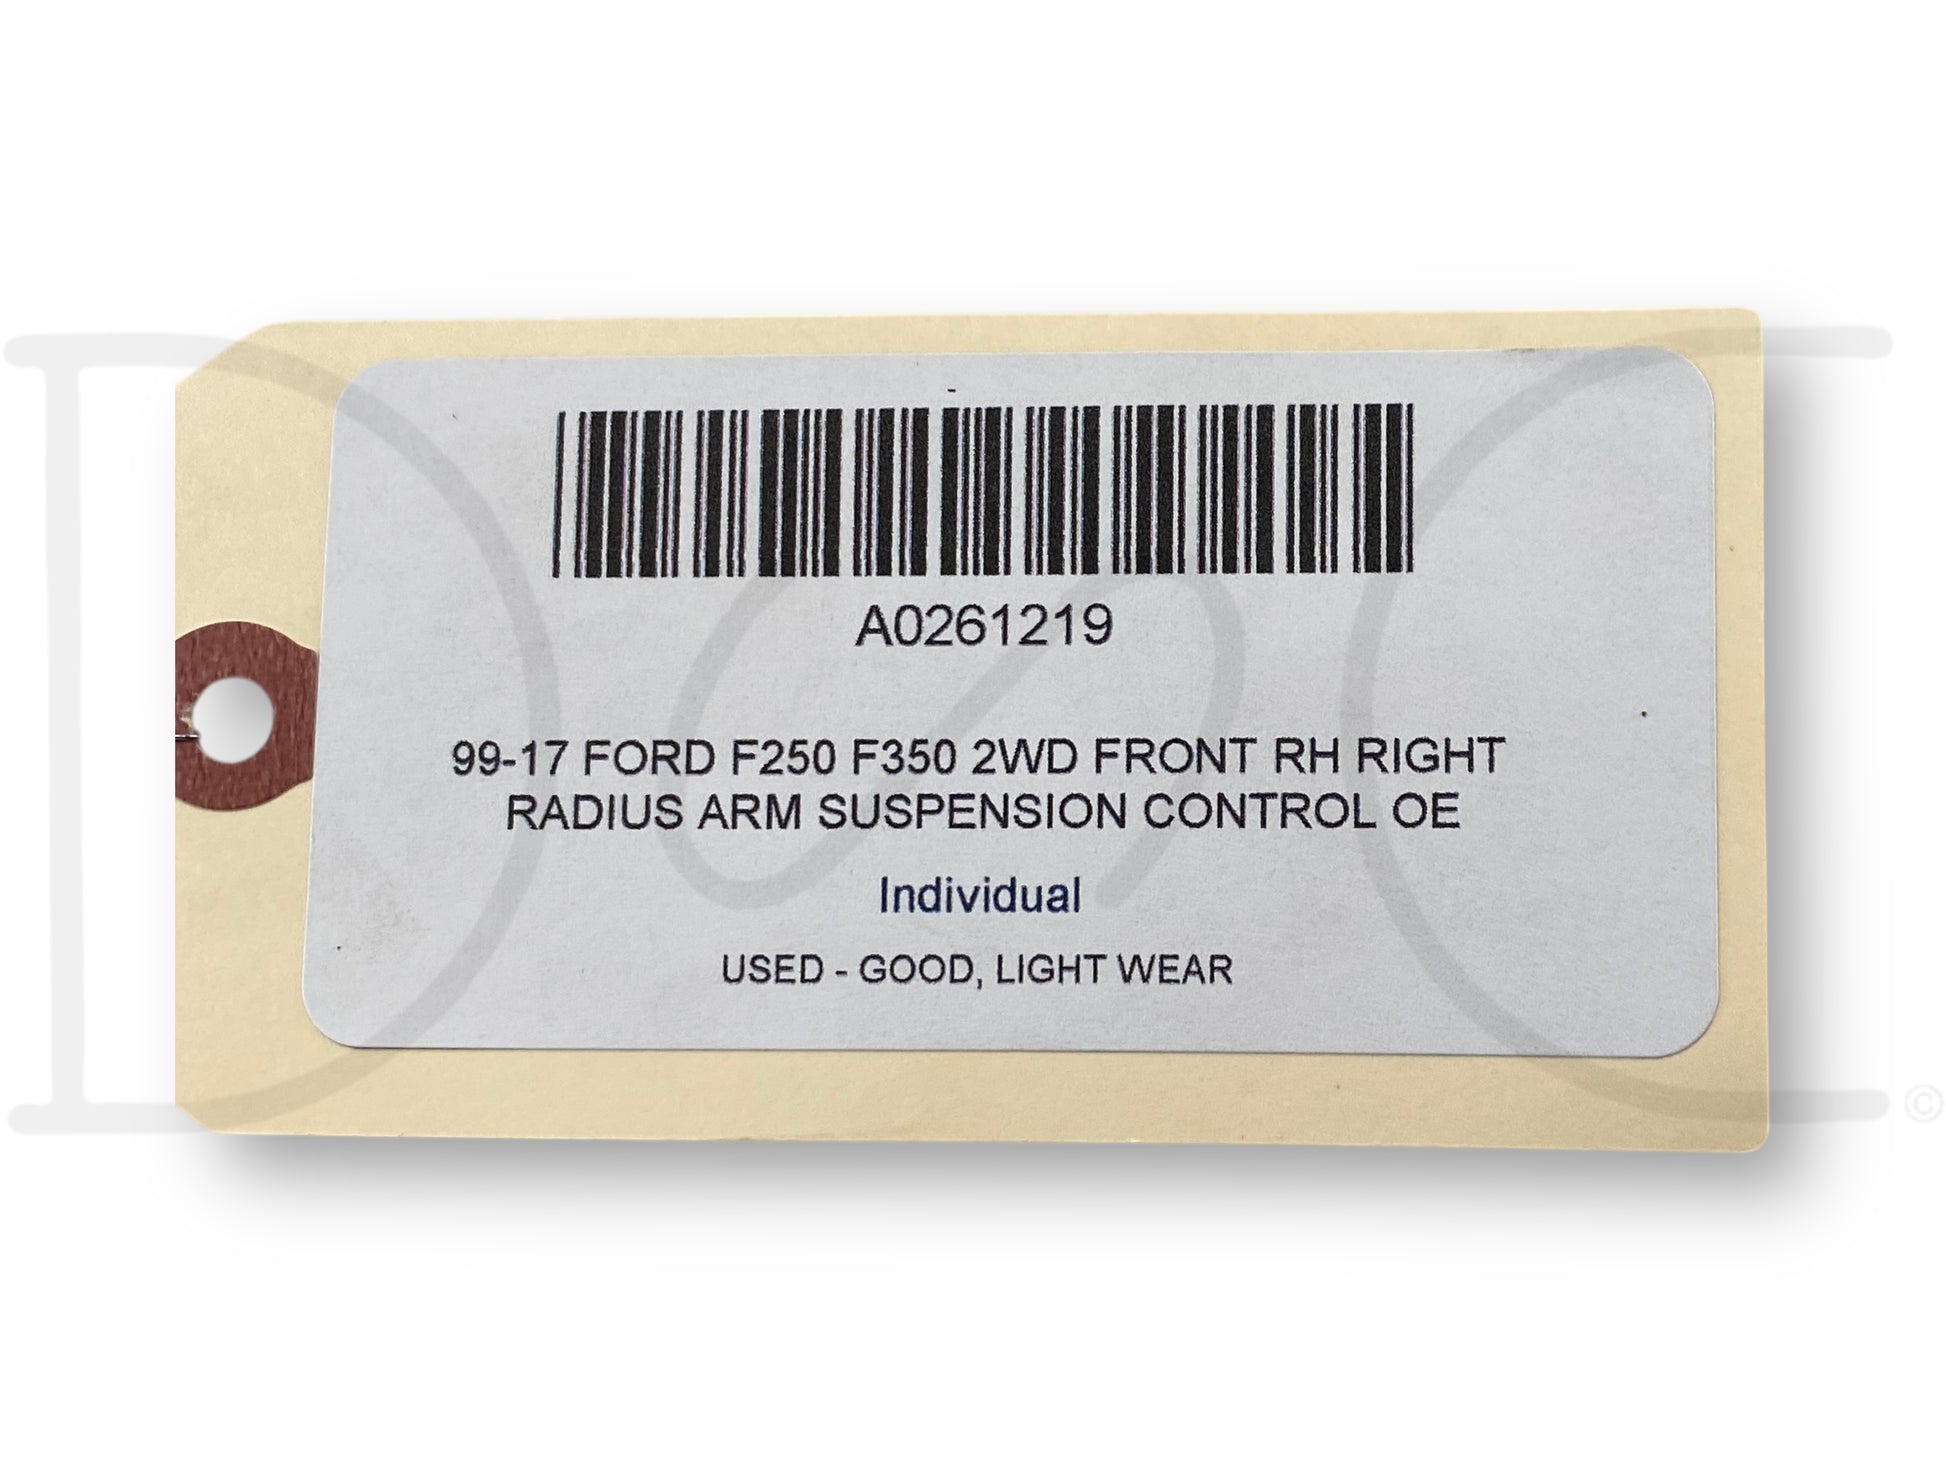 A0261219
99-17 FORD F250 F350 2WD FRONT RH RIGHT
RADIUS ARM SUSPENSION CONTROL OE
Individual
USED - GOOD, LIGHT WEAR
©